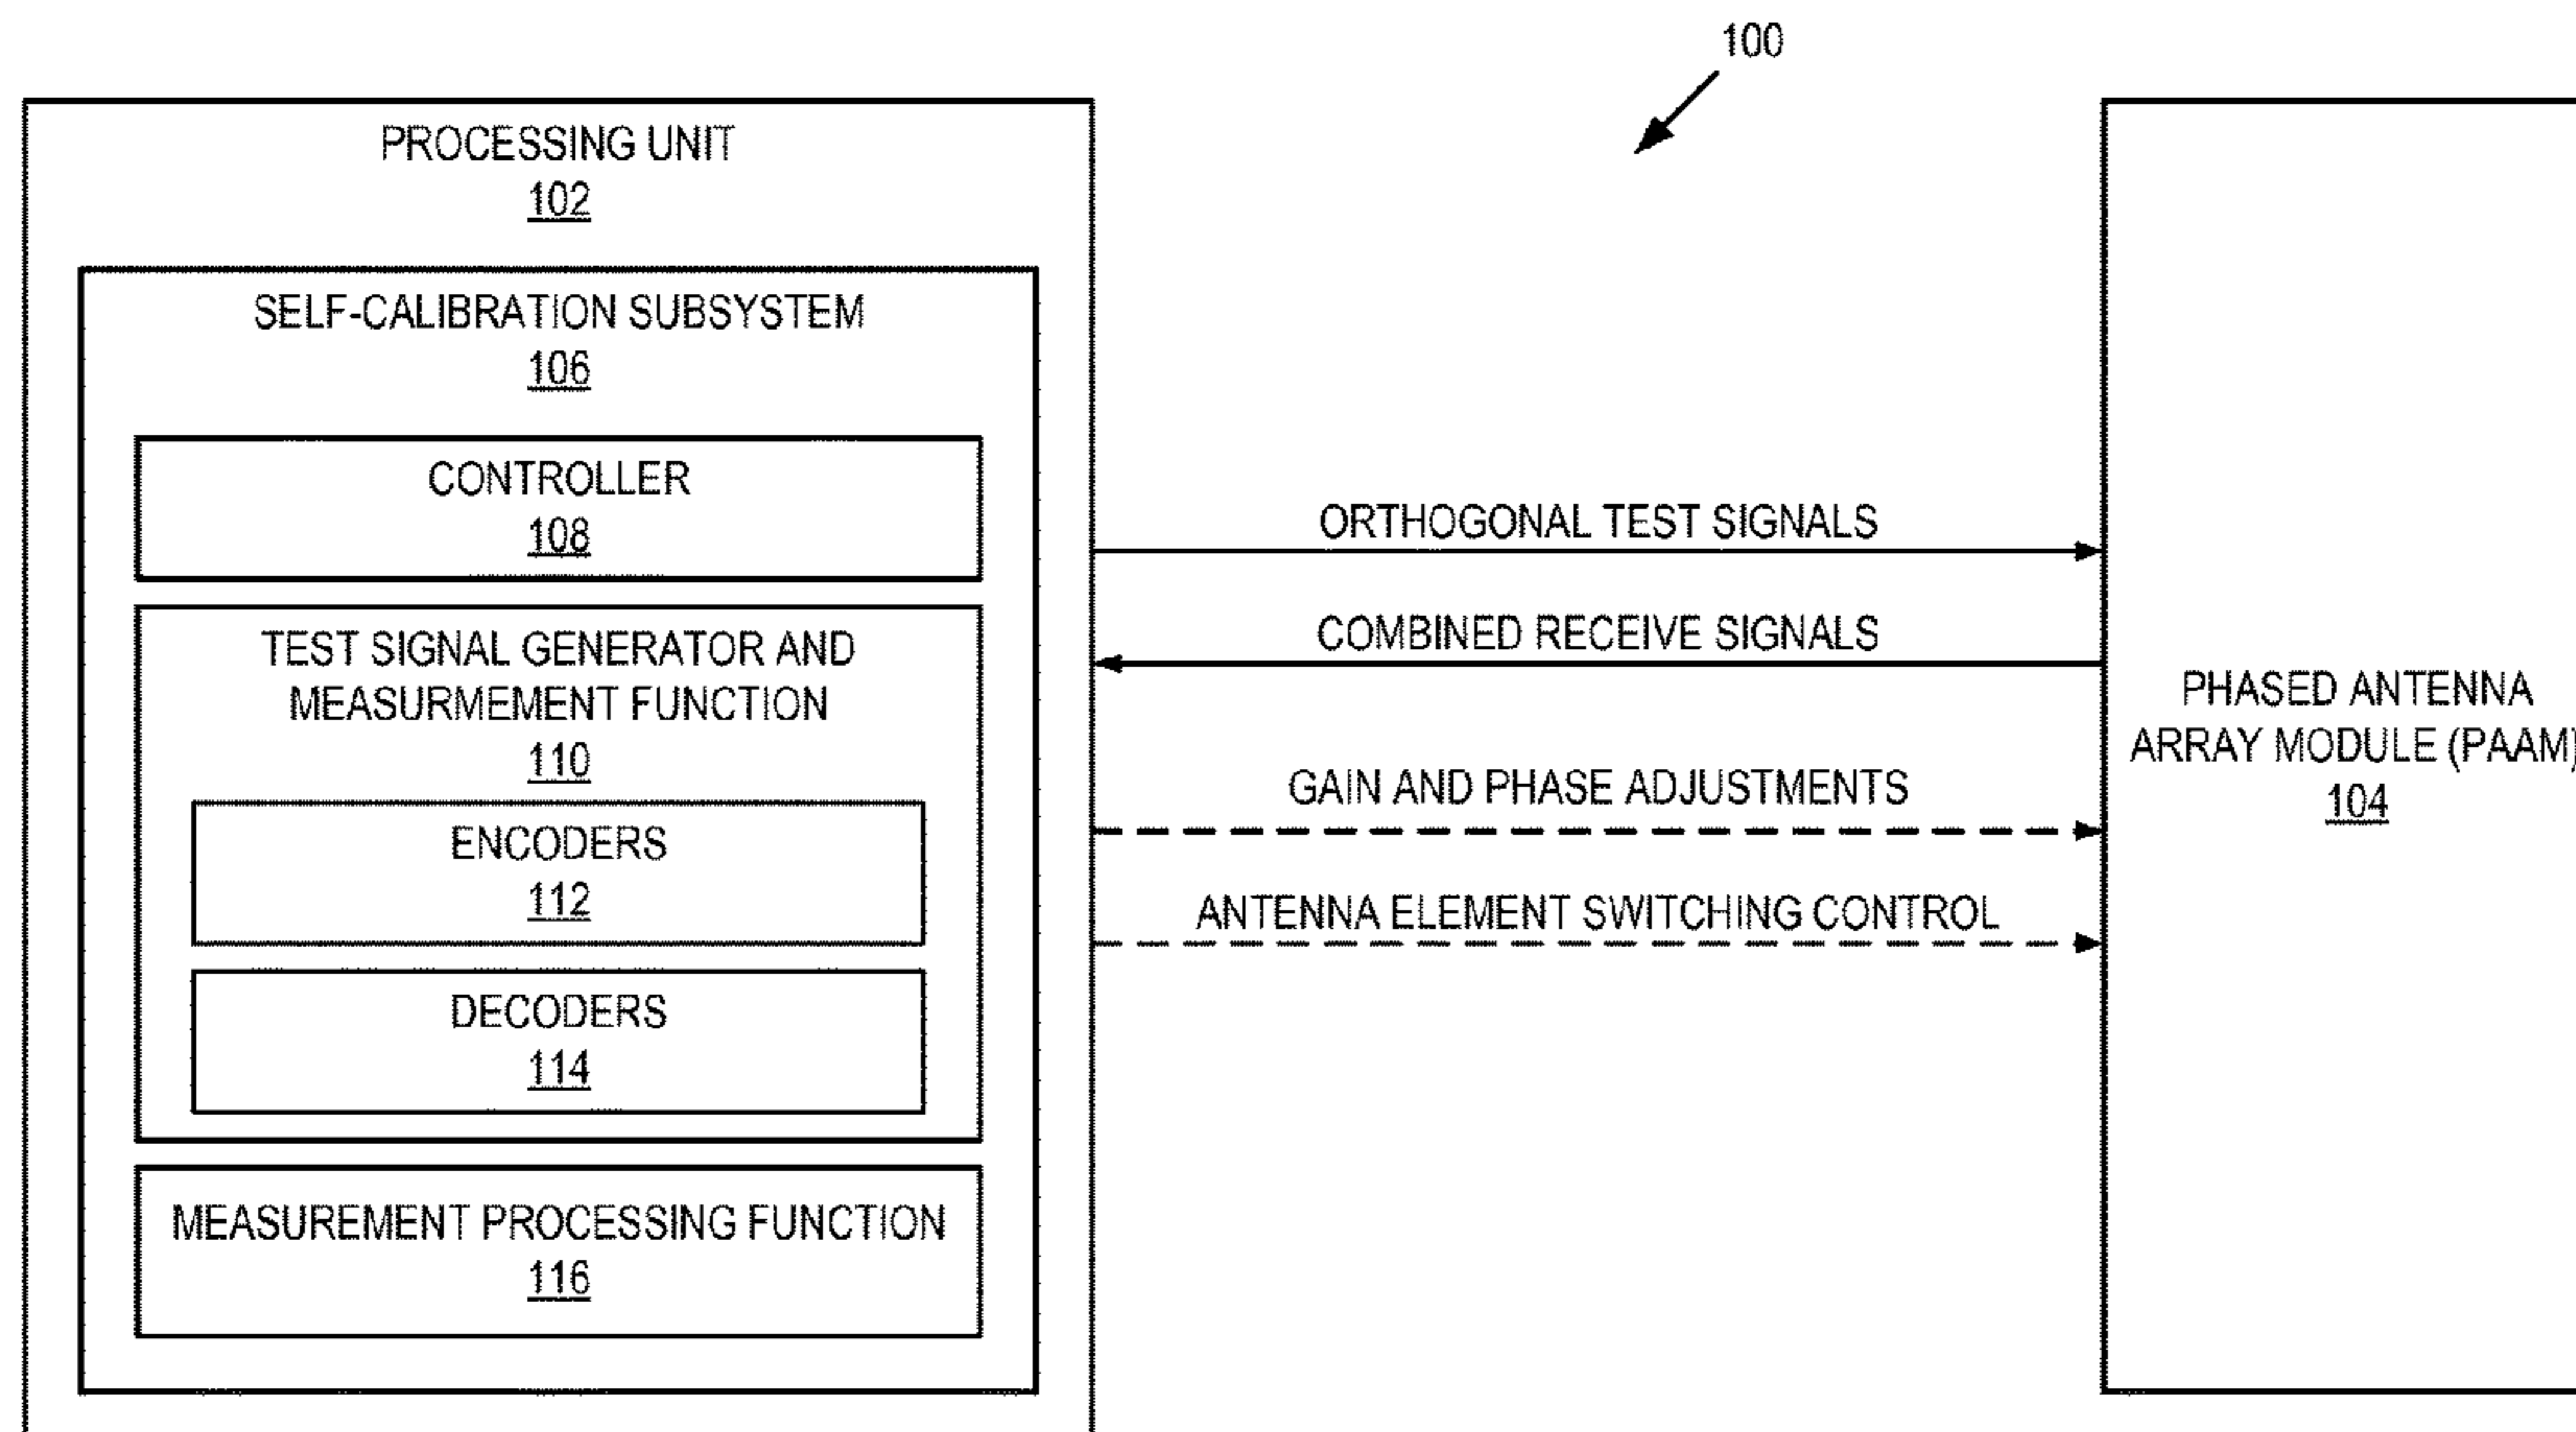 100
PROCESSING UNIT
102
SELF-CALIBRATION SUBSYSTEM
106
CONTROLLER
108
TEST SIGNAL GENERATOR AND
MEASURMEMENT FUNCTION
110
ENCODERS
112
DECODERS
114
MEASUREMENT PROCESSING FUNCTION
116
ORTHOGONAL TEST SIGNALS
COMBINED RECEIVE SIGNALS
GAIN AND PHASE ADJUSTMENTS
ANTENNA ELEMENT SWITCHING CONTROL
PHASED ANTENNA
ARRAY MODULE (PAAM)
104